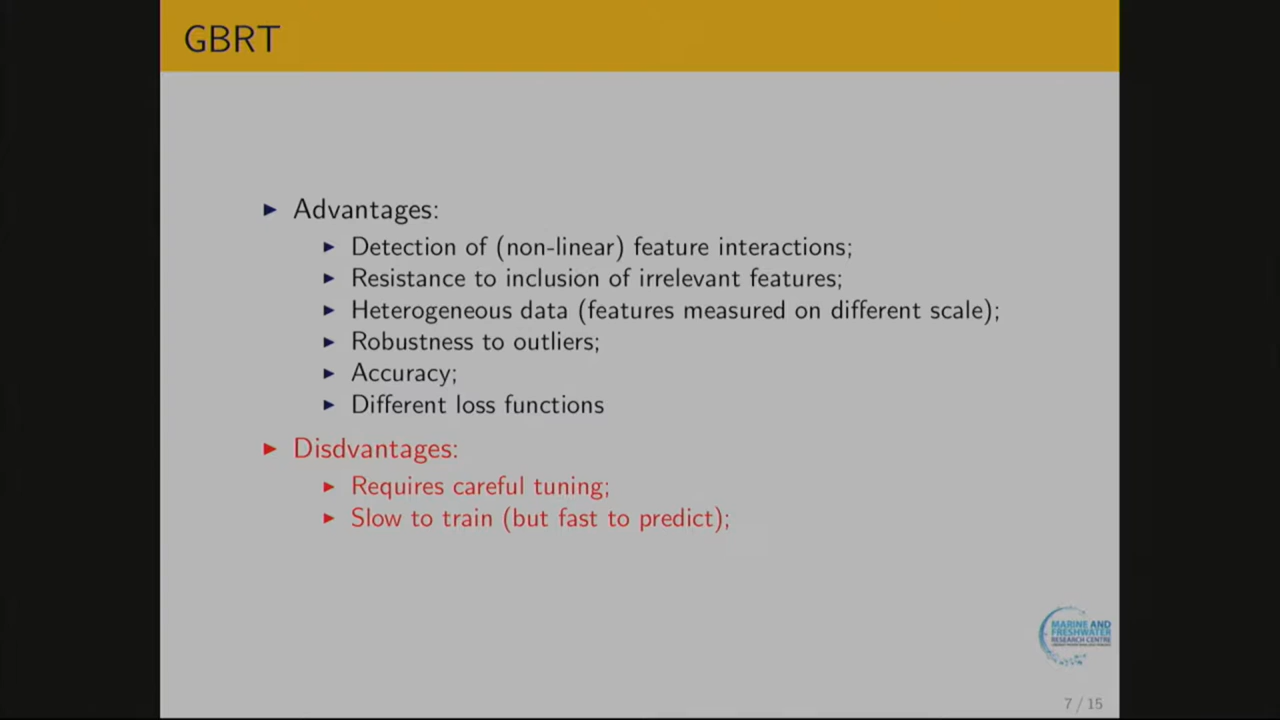 GBRT
Advantages:
Detection of (non-linear) feature interactions;
Resistance to inclusion of irrelevant features;
Heterogeneous data (features measured on different scale);
Robustness to outliers;
Accuracy;
Different loss functions
Disdvantages:
Requires careful tuning;
Slow to train (but fast to predict);
MARINE AND
FRESHWATER
RESEARCH CENTRE
7 / 15